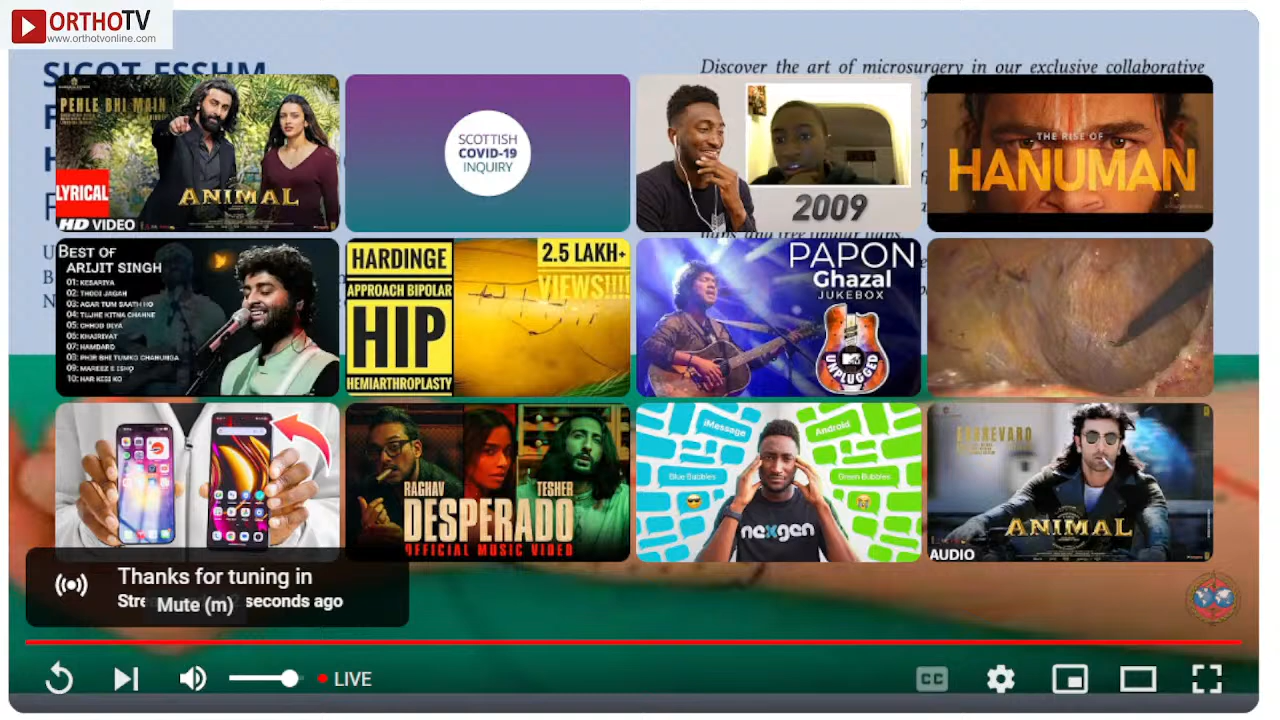 ORTHOTV
www.orthotvonline.com
SICOT ESSHM
Discover the art of microsurgery in our exclusive collaborative
PEHLE BHI MAIN
LYRICAL
HD VIDEO
ANIMAL
SCOTTISH
COVID-19
INQUIRY
2009
THE RISE OF
HANUMAN
BEST OF
ARIJIT SINGH
01: KESARIYA
02: THODI JAGAH
03: AGAR TUM SAATH HO
04: TUJHE KITNA CHAHNE
05: CHHOD DIYA
06: KHAIRIYAT
07: HAMDARD
08: PHIR BHI TUMKO CHAHUNGA
09: MAREEZ E ISHQ
10: HAR KISI KO
HARDINGE
APPROACH BIPOLAR
HIP
HEMIARTHROPLASTY
2.5 LAKH+
VIEWS!!!!
PAPON
Ghazal
JUKEBOX
MTV
UNPLUGGED
RAGHAV
TESHER
DESPERADO
OFFICIAL MUSIC VIDEO
iMessage
Android
Blue Bubbles
Green Bubbles
nexgen
ANIMAL
AUDIO
Thanks for tuning in
seconds ago
Mute (m)
LIVE
CC